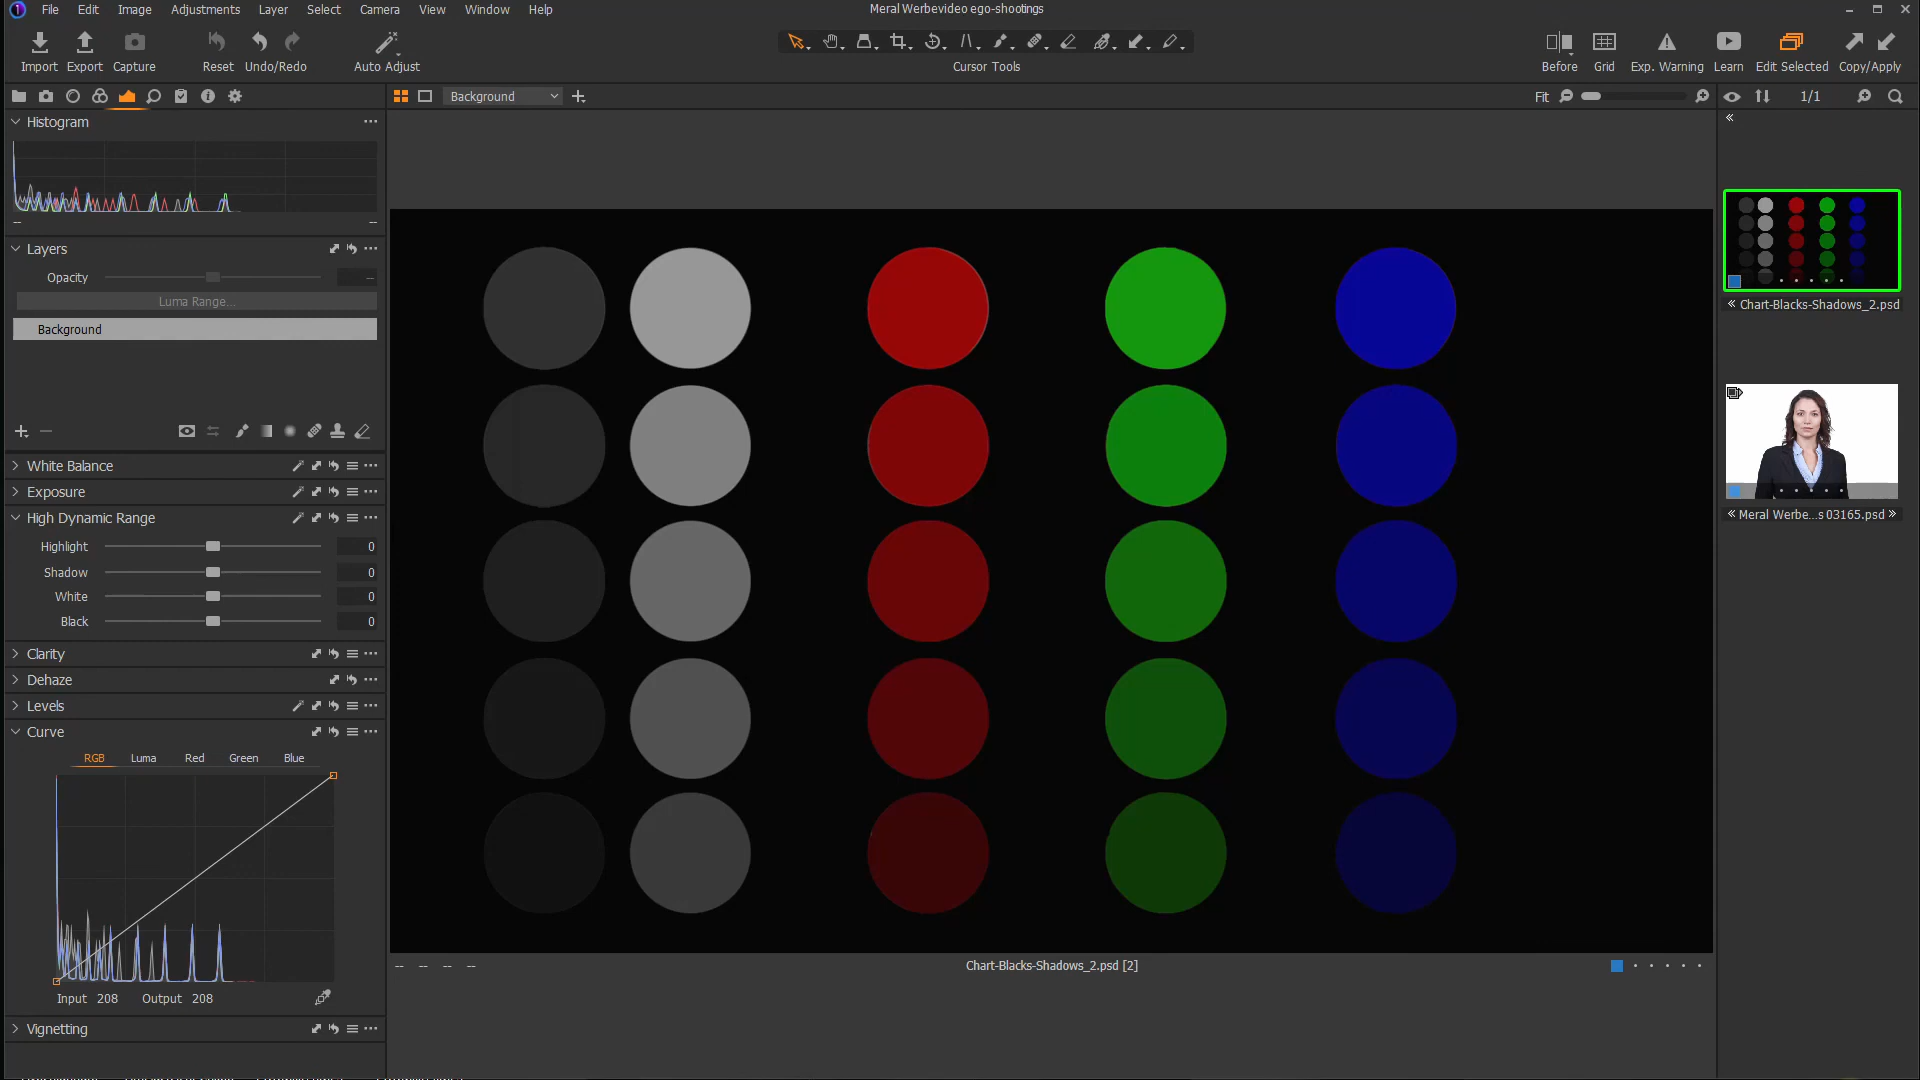 File Edit Image Adjustments Layer Select Camera View Window Help
Meral Werbevideo ego-shootings
Import Export Capture Reset Undo/Redo Auto Adjust Cursor Tools Before Grid Exp. Warning Learn Edit Selected Copy/Apply
Background
Fit
1/1
Histogram
--
--
Layers
Opacity
Luma Range...
Background
White Balance
Exposure
High Dynamic Range
Highlight 0
Shadow 0
White 0
Black 0
Clarity
Dehaze
Levels
Curve
RGB Luma Red Green Blue
Input 208 Output 208
Vignetting
-- -- -- --
Chart-Blacks-Shadows_2.psd [2]
Chart-Blacks-Shadows_2.psd
Meral Werbe...s 03165.psd